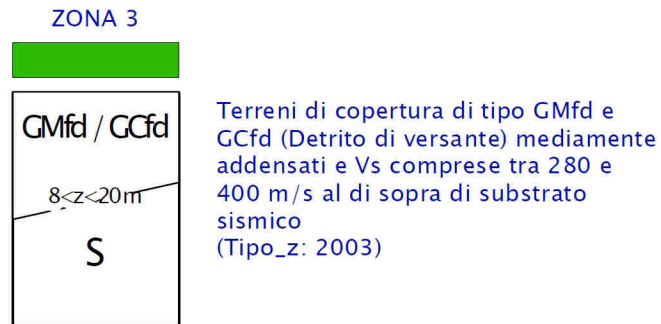 ZONA 3
GMfd / GCfd
8<z<20m
S
Terreni di copertura di tipo GMfd e
GCfd (Detrito di versante) mediamente
addensati e Vs comprese tra 280 e
400 m/s al di sopra di substrato
sismico
(Tipo_z: 2003)